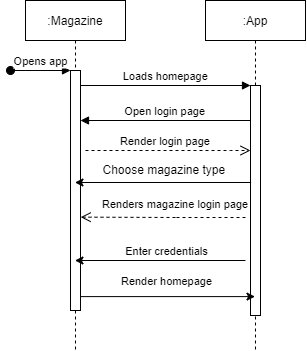 :Magazine
:App
Opens app
Loads homepage
Open login page
Render login page
Choose magazine type
Renders magazine login page
Enter credentials
Render homepage